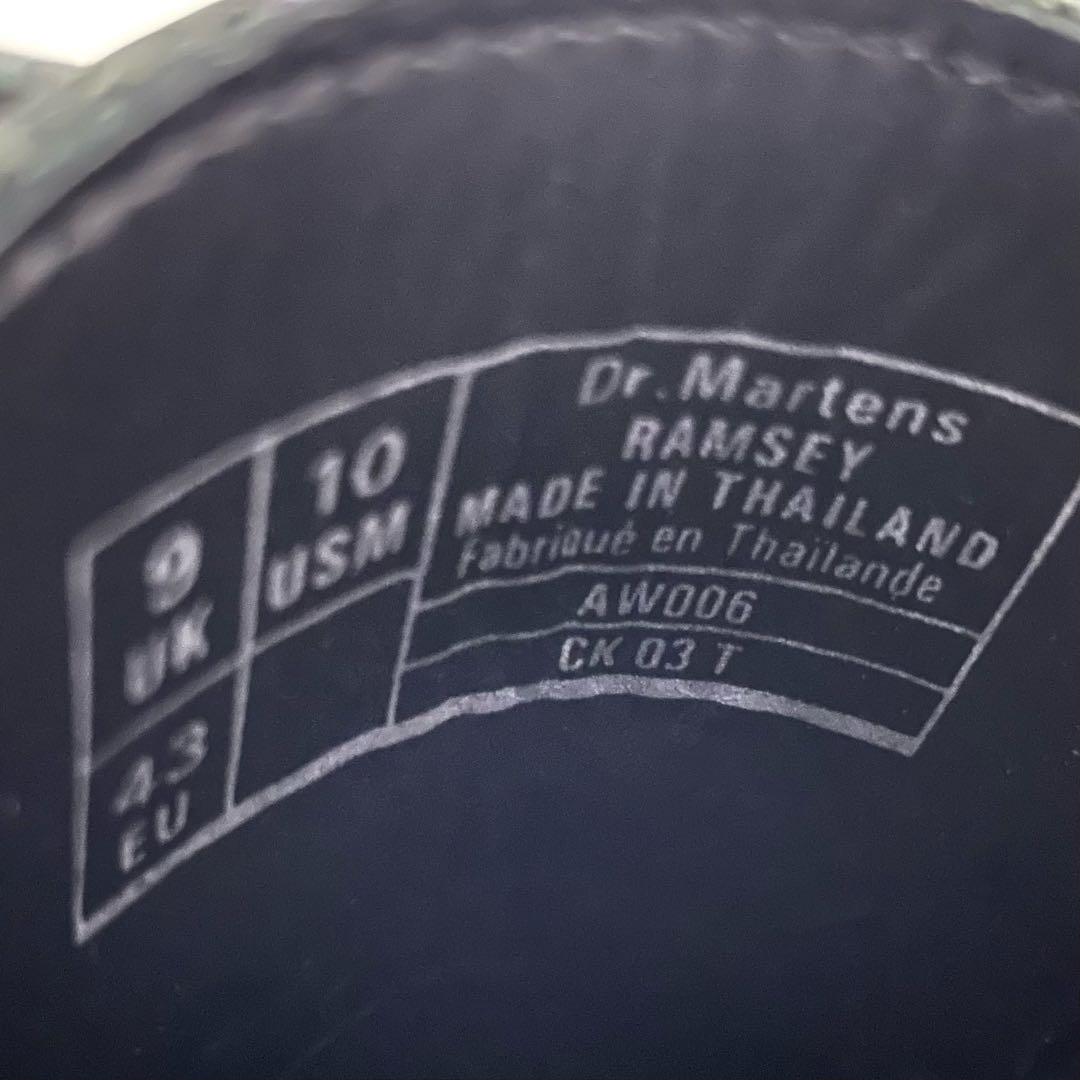 9
UK
10
USM
43
EU
Dr. Martens
RAMSEY
MADE IN THAILAND
Fabriqué en Thaïlande
AW006
CK 03 T